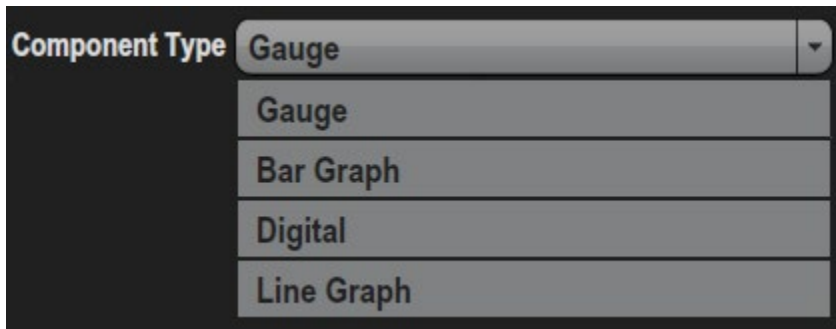 Component Type Gauge
Gauge
Bar Graph
Digital
Line Graph